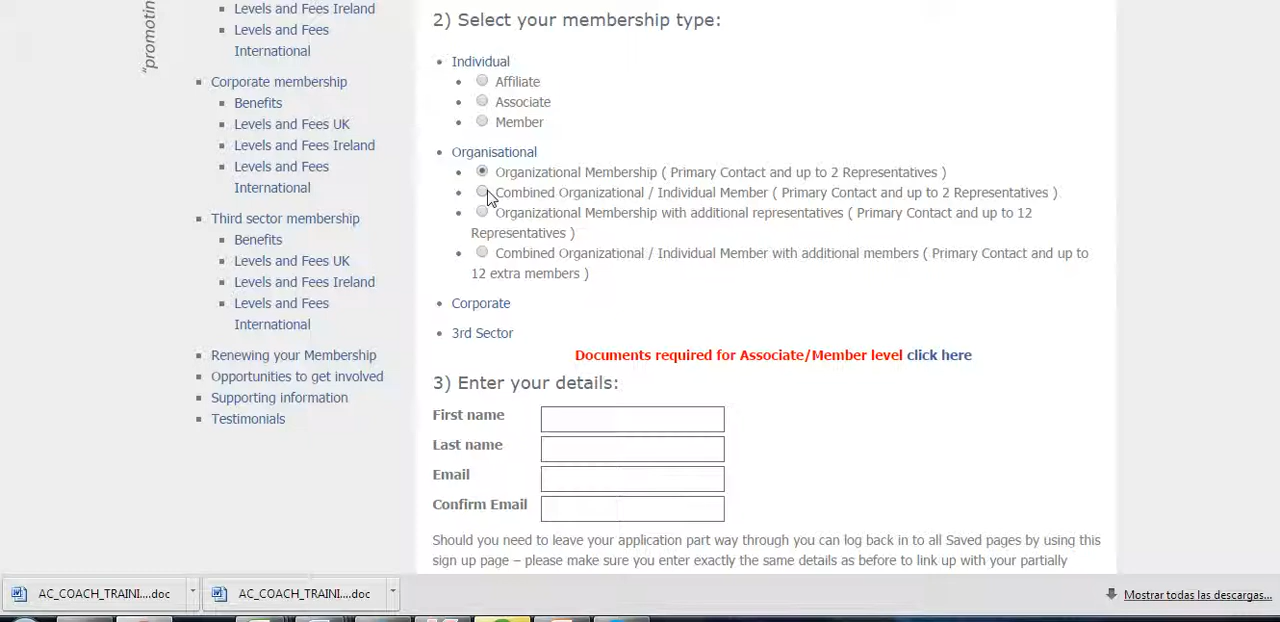 "promotin
Levels and Fees Ireland
Levels and Fees
International
Corporate membership
Benefits
Levels and Fees UK
Levels and Fees Ireland
Levels and Fees
International
Third sector membership
Benefits
Levels and Fees UK
Levels and Fees Ireland
Levels and Fees
International
Renewing your Membership
Opportunities to get involved
Supporting information
Testimonials
2) Select your membership type:
Individual
Affiliate
Associate
Member
Organisational
Organizational Membership ( Primary Contact and up to 2 Representatives )
Combined Organizational / Individual Member ( Primary Contact and up to 2 Representatives )
Organizational Membership with additional representatives ( Primary Contact and up to 12
Representatives )
Combined Organizational / Individual Member with additional members ( Primary Contact and up to
12 extra members )
Corporate
3rd Sector
Documents required for Associate/Member level click here
3) Enter your details:
First name
Last name
Email
Confirm Email
Should you need to leave your application part way through you can log back in to all Saved pages by using this
sign up page – please make sure you enter exactly the same details as before to link up with your partially
AC_COACH_TRAINI....doc
AC_COACH_TRAINI....doc
Mostrar todas las descargas...